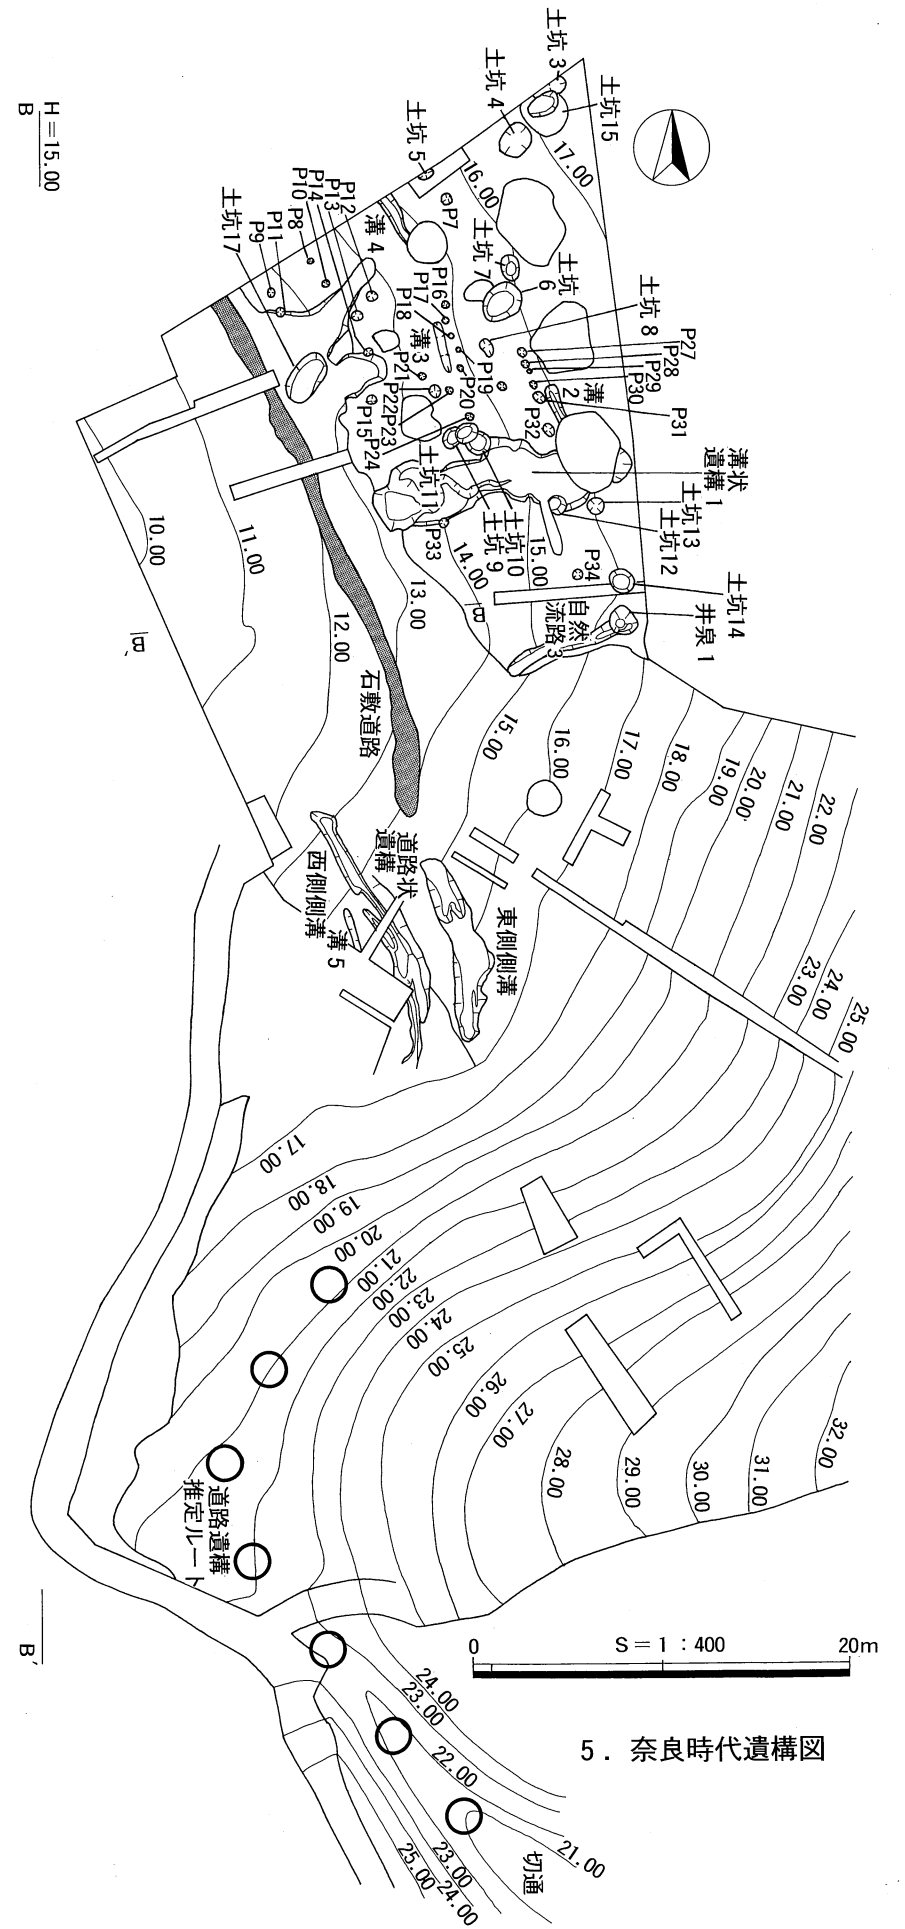 土坑 3
土坑15
土坑 4
17.00
土坑 5
16.00
H＝15.00
B
P7
溝 4
土坑 7
土坑 6
P12
P13
P14
P10
P8
P11
P9
土坑17
P16
P17
P18
溝 3
P19
P20
P21
P22
P23
P15
P24
土坑 8
P27
P28
P29
P30
P31
溝 2
P32
溝状
遺構 1
土坑11
土坑13
土坑12
土坑10
土坑 9
P33
P34
土坑14
井泉 1
自然
流路 3
B
B'
10.00
11.00
12.00
13.00
14.00
15.00
石敷道路
15.00
16.00
17.00
18.00
19.00
20.00
21.00
22.00
23.00
24.00
25.00
道路状
遺構
西側側溝
溝 5
東側側溝
17.00
18.00
19.00
20.00
21.00
22.00
23.00
24.00
25.00
26.00
27.00
28.00
29.00
30.00
31.00
32.00
道路遺構
推定ルート
B'
0
S＝1：400
20m
24.00
23.00
22.00
21.00
25.00
23.00
24.00
切通
5．奈良時代遺構図